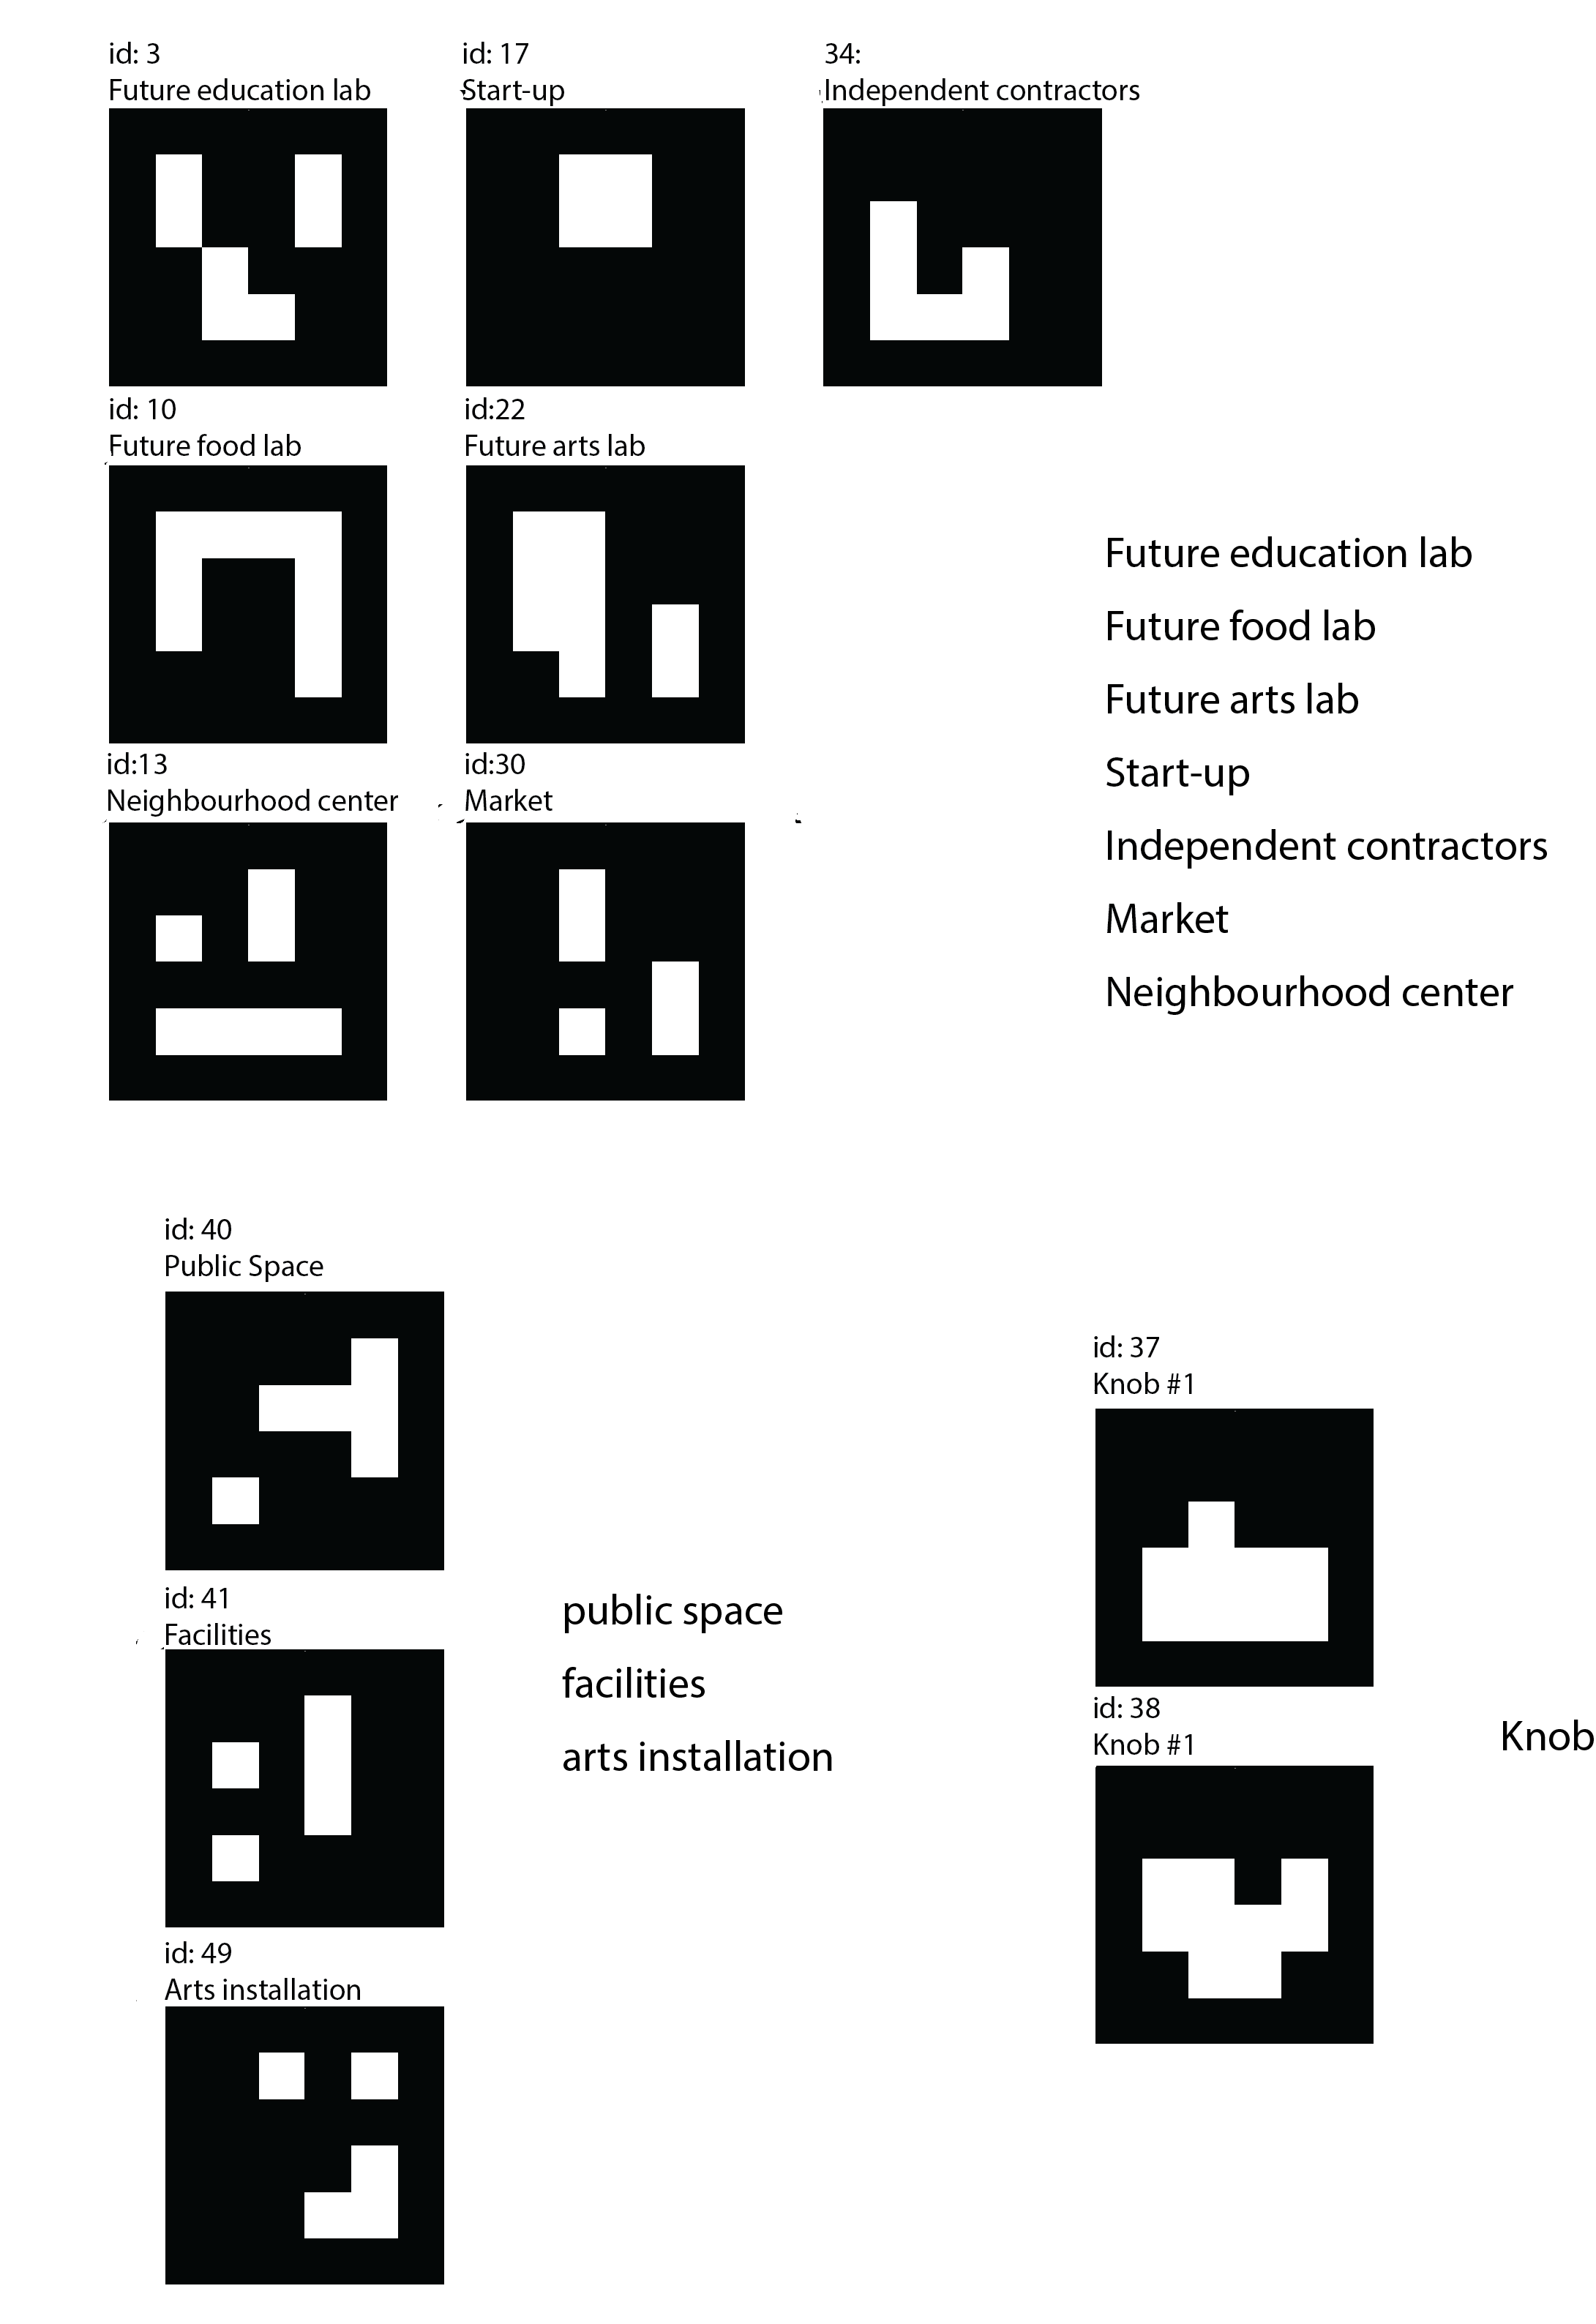 id: 3
Future education lab
id: 17
Start-up
34:
Independent contractors
id: 10
Future food lab
id:22
Future arts lab
id:13
Neighbourhood center
id:30
Market
Future education lab
Future food lab
Future arts lab
Start-up
Independent contractors
Market
Neighbourhood center
id: 40
Public Space
id: 41
Facilities
id: 49
Arts installation
public space
facilities
arts installation
id: 37
Knob #1
id: 38
Knob #1
Knob